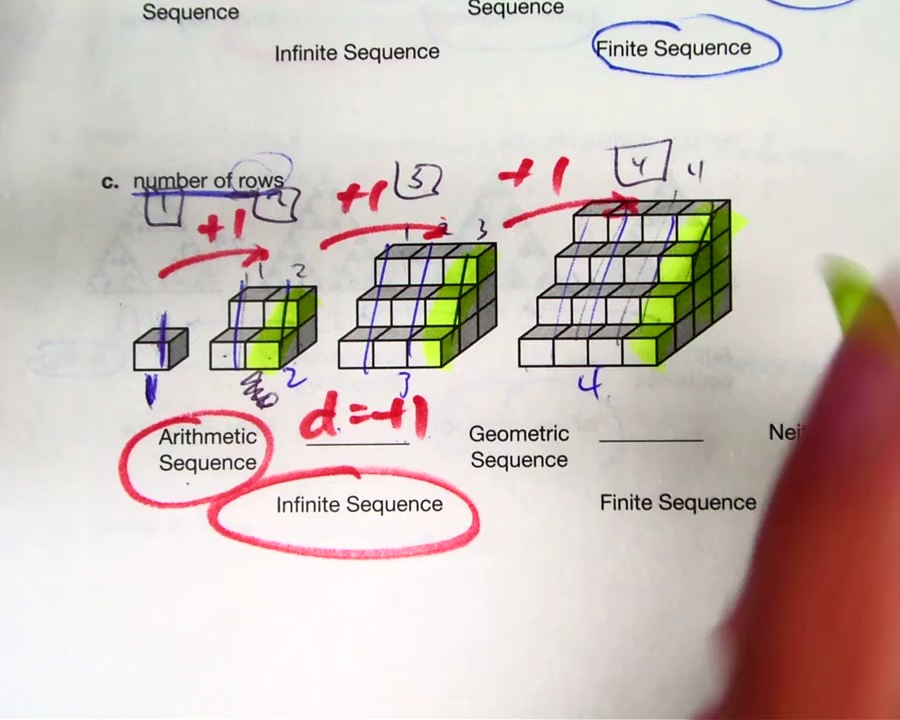 Sequence
Sequence
Infinite Sequence
Finite Sequence
c. number of rows
1
2
3
4
4
+1
+1
+1
1 2
1 2 3
1
2
3
4
d=+1
Arithmetic
Sequence
Geometric
Sequence
Nei
Infinite Sequence
Finite Sequence